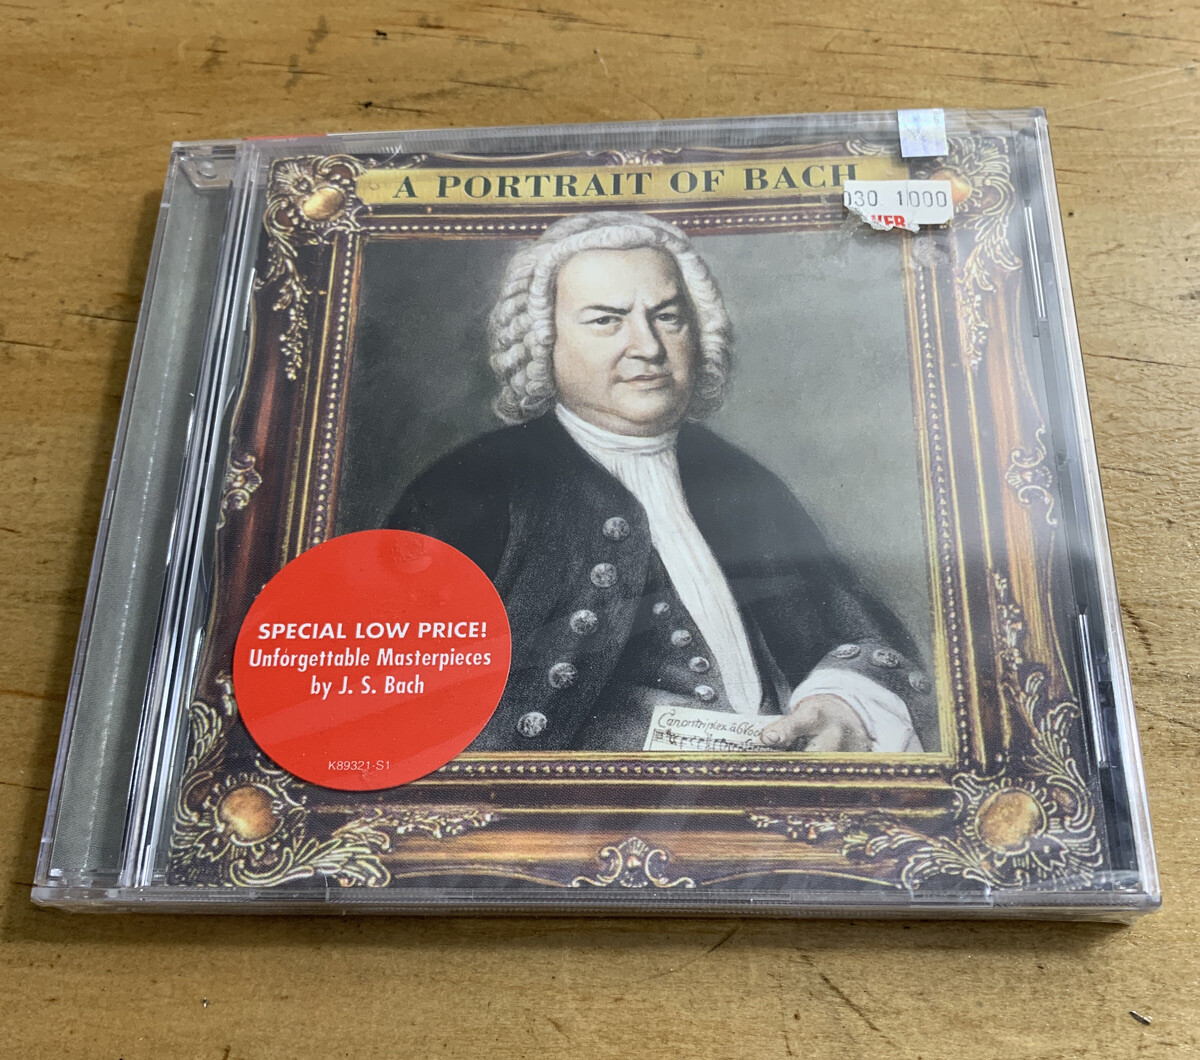 A PORTRAIT OF BACH
030 1000
SPECIAL LOW PRICE!
Unforgettable Masterpieces
by J. S. Bach
K89321-S1
Canon triplex à 6 Voc